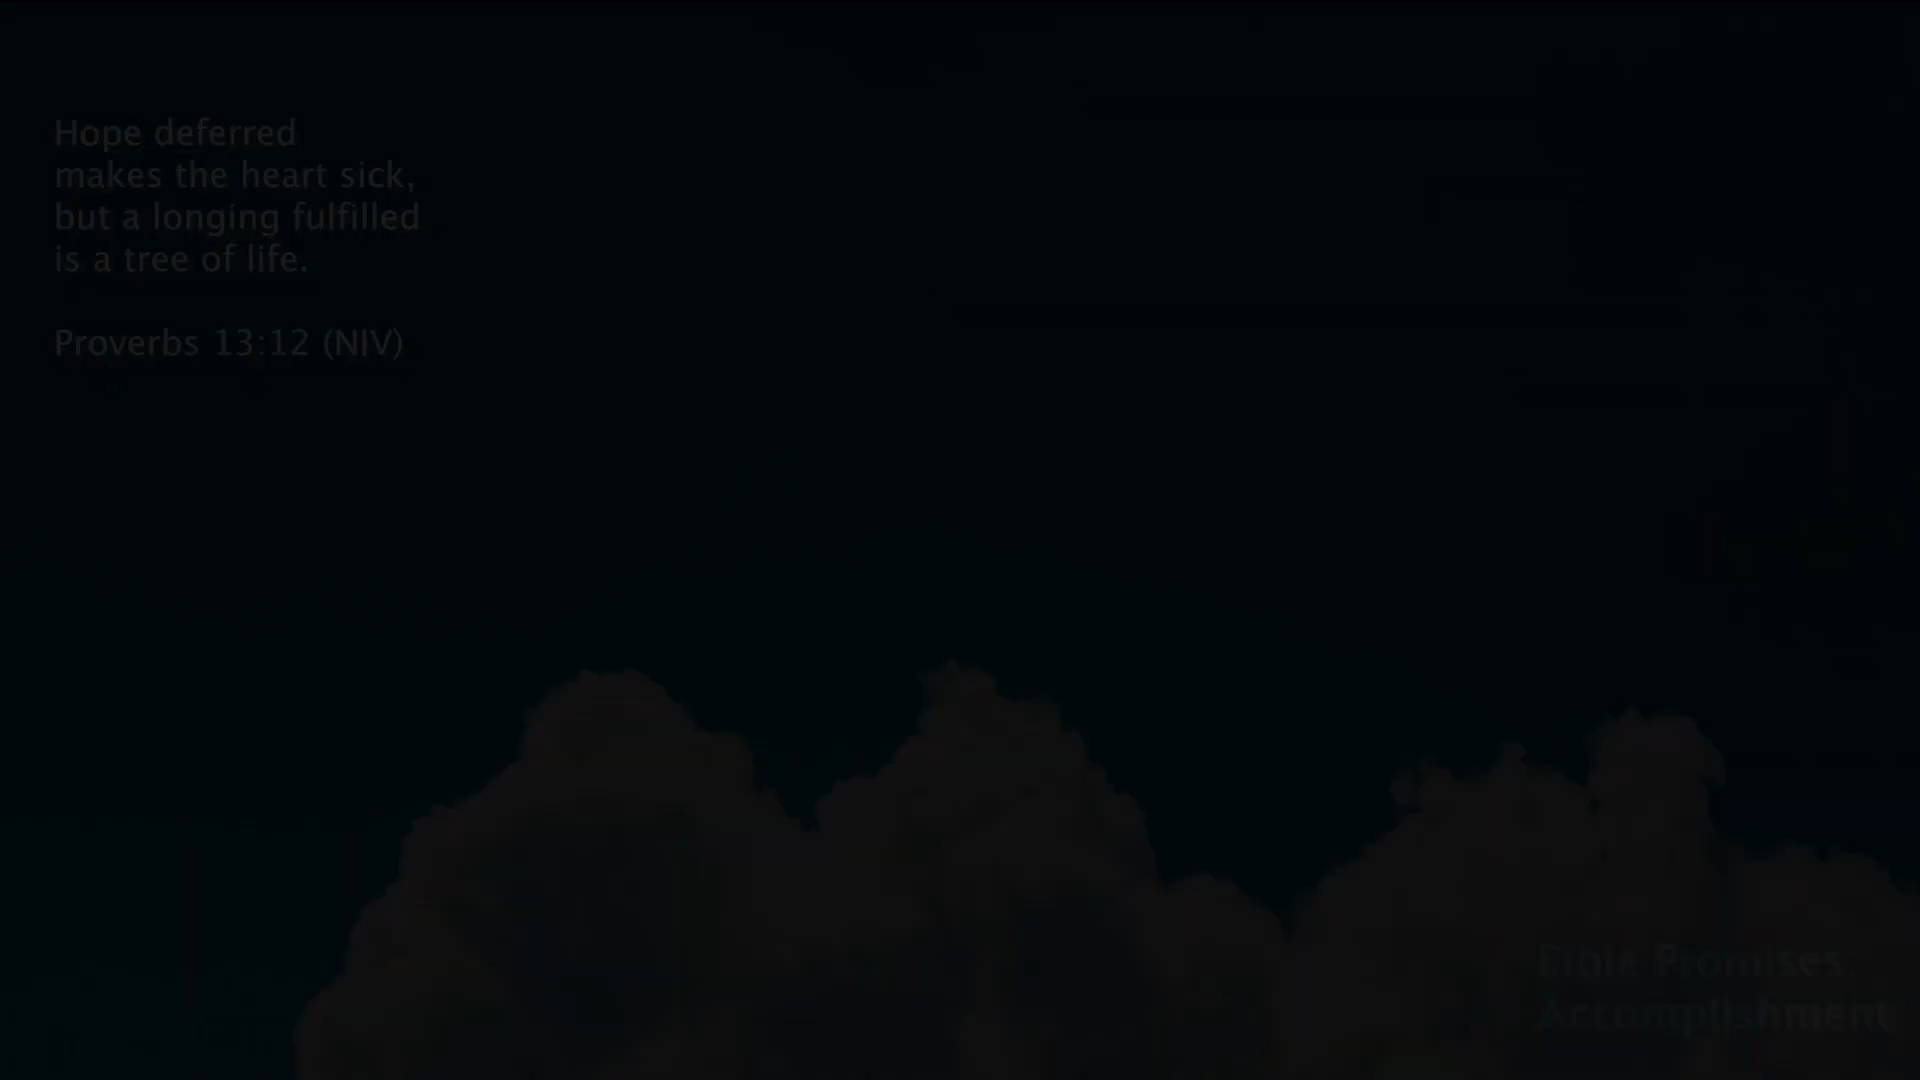 Hope deferred
makes the heart sick,
but a longing fulfilled
is a tree of life.
Proverbs 13:12 (NIV)
Bible Promises:
Accomplishment